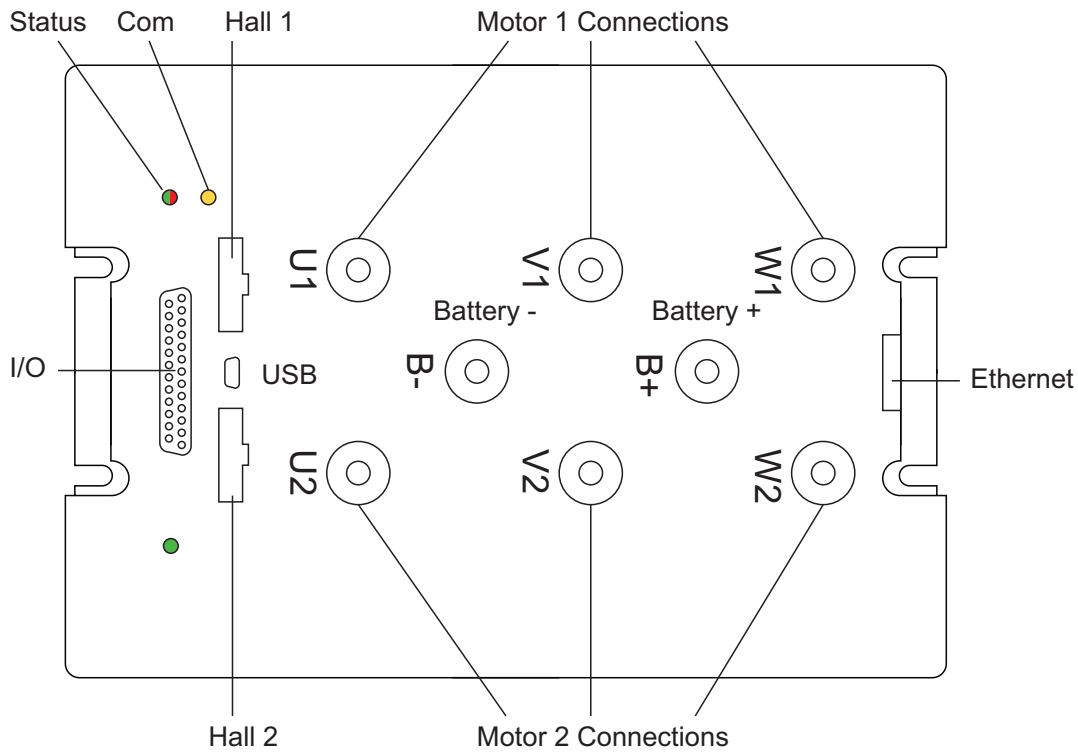 Status Com Hall 1 Motor 1 Connections
U1 V1 W1
Battery - Battery +
B- B+
I/O USB Ethernet
U2 V2 W2
Hall 2 Motor 2 Connections